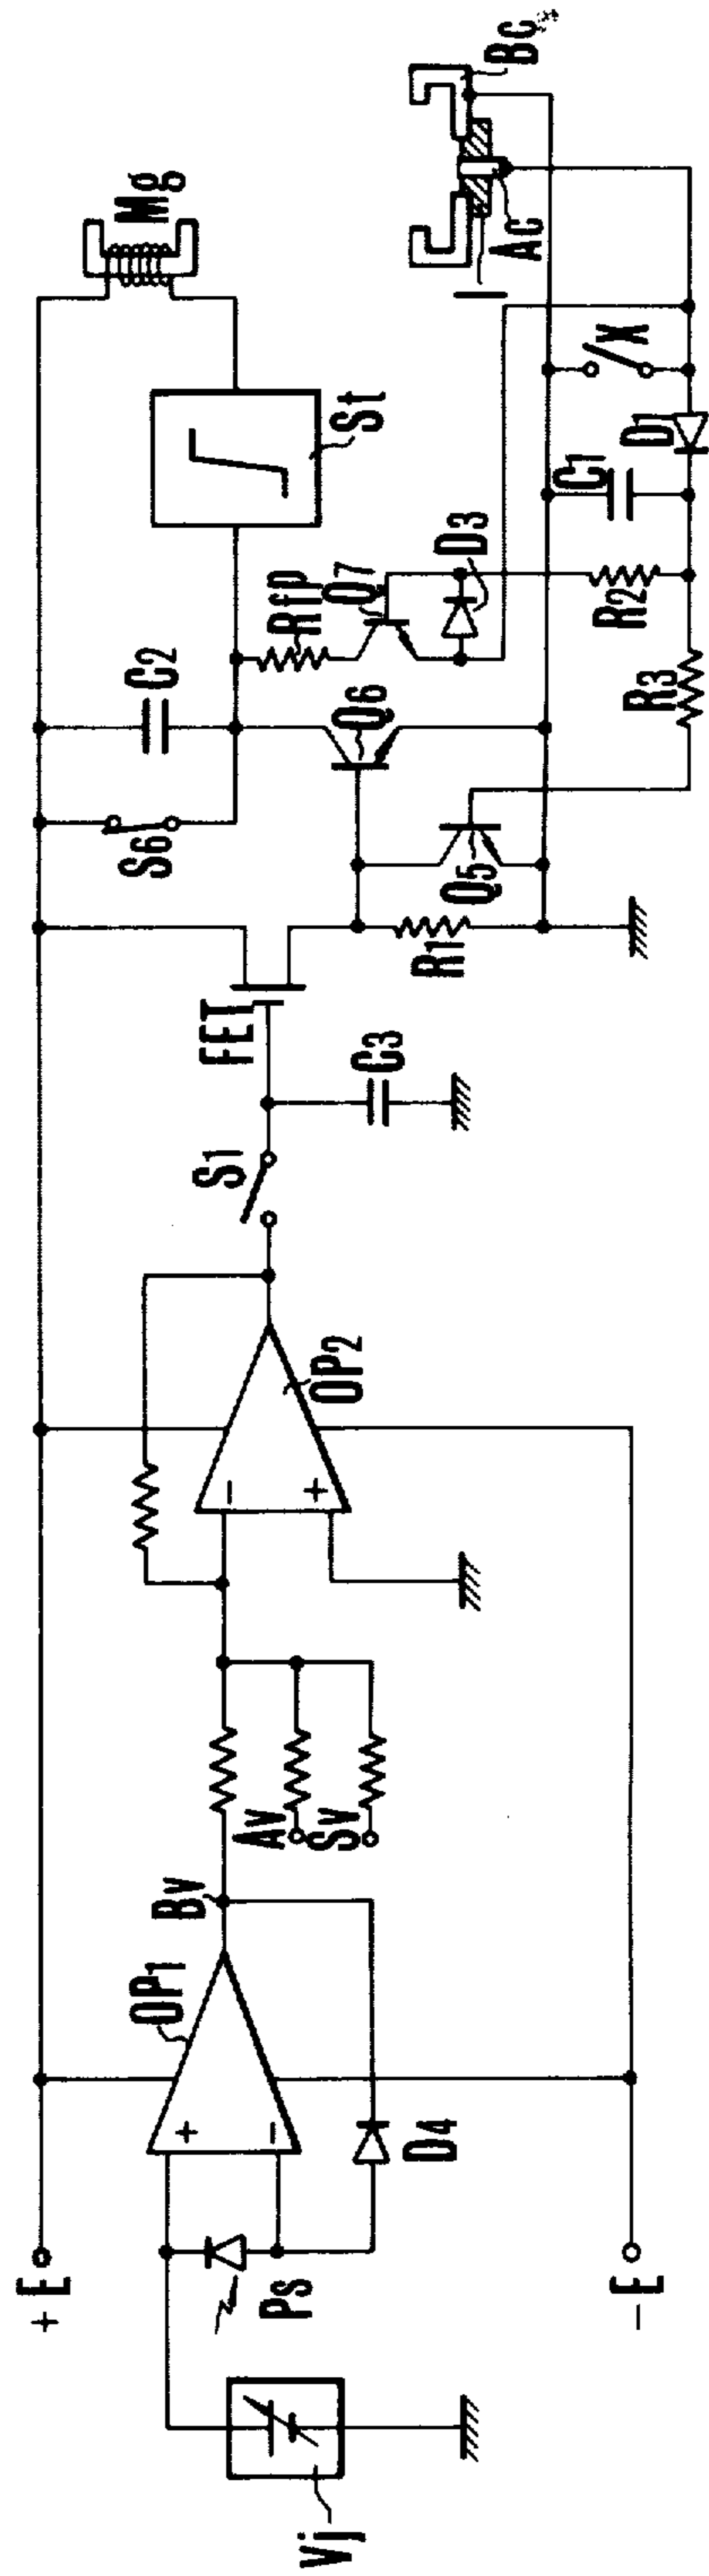 +E
-E
Vj
Ps
+
-
OP1
D4
Bv
Av
Sv
-
+
OP2
S1
C3
FET
R1
S6
C2
Q6
Q5
Rfp
Q7
D3
St
Mg
R3
R2
C1
D1
X
1
Ac
Bc